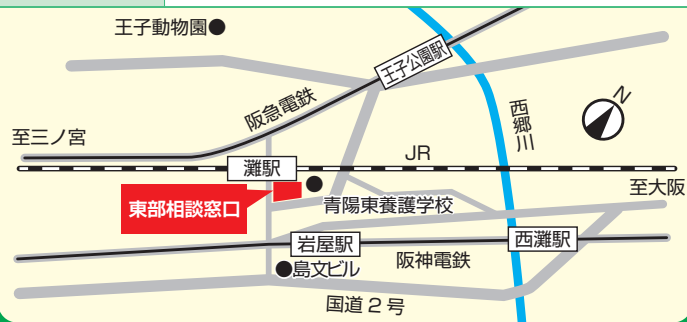 王子動物園●
王子公園駅
阪急電鉄
西郷川
N
至三ノ宮
JR
灘駅
至大阪
東部相談窓口
青陽東養護学校
岩屋駅
西灘駅
阪神電鉄
●島文ビル
国道2号